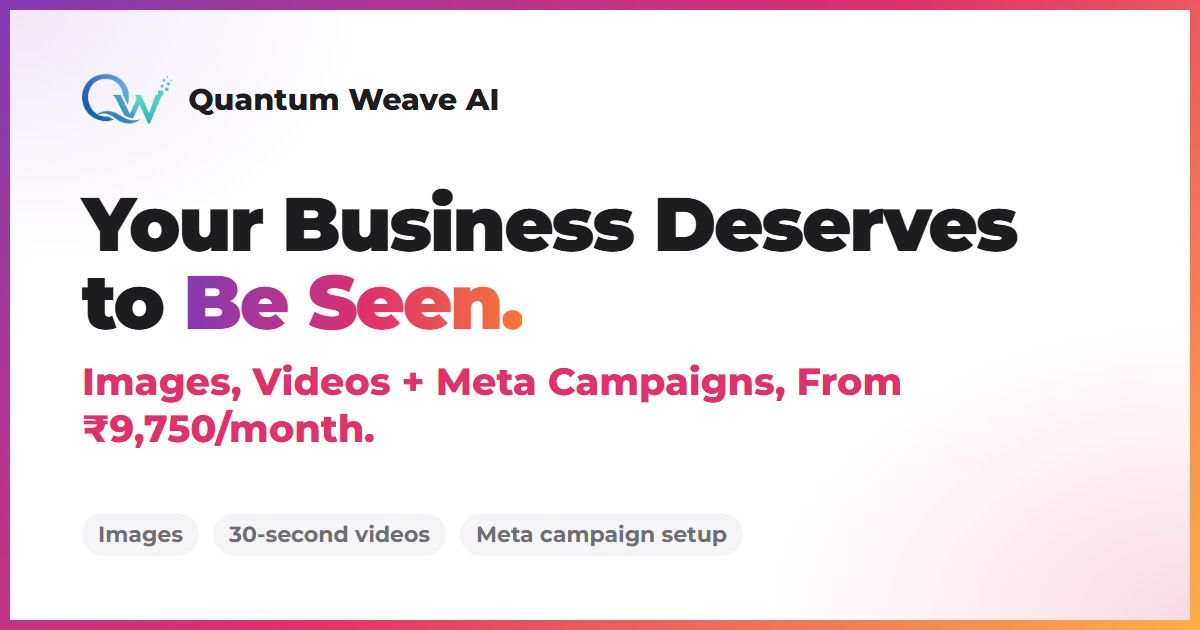 QW
Quantum Weave AI
Your Business Deserves
to Be Seen.
Images, Videos + Meta Campaigns, From
₹9,750/month.
Images
30-second videos
Meta campaign setup